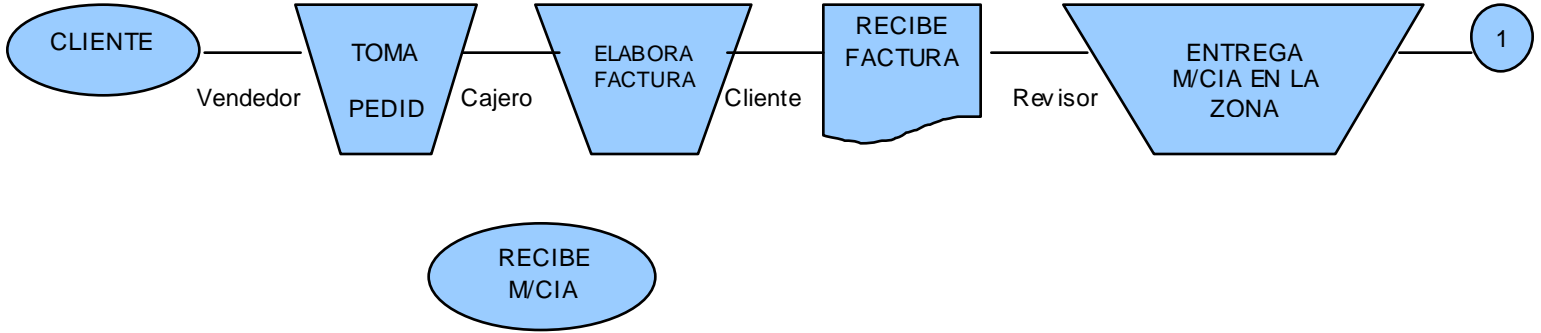 CLIENTE
Vendedor
TOMA
PEDID
Cajero
ELABORA
FACTURA
Cliente
RECIBE
FACTURA
Revisor
ENTREGA
M/CIA EN LA
ZONA
1
RECIBE
M/CIA